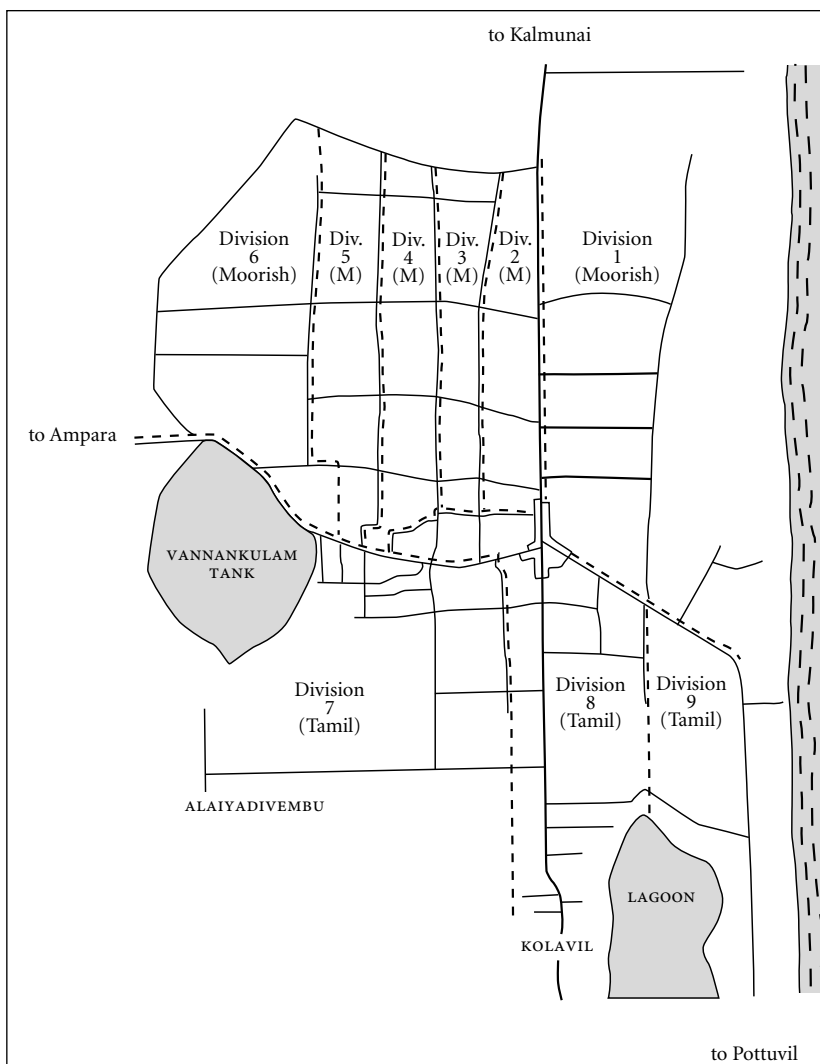 to Kalmunai
Division
6
(Moorish)
Div.
5
(M)
Div.
4
(M)
Div.
3
(M)
Div.
2
(M)
Division
1
(Moorish)
to Ampara
VANNANKULAM
TANK
Division
7
(Tamil)
Division
8
(Tamil)
Division
9
(Tamil)
ALAIYADIVEMBU
LAGOON
KOLAVIL
to Pottuvil